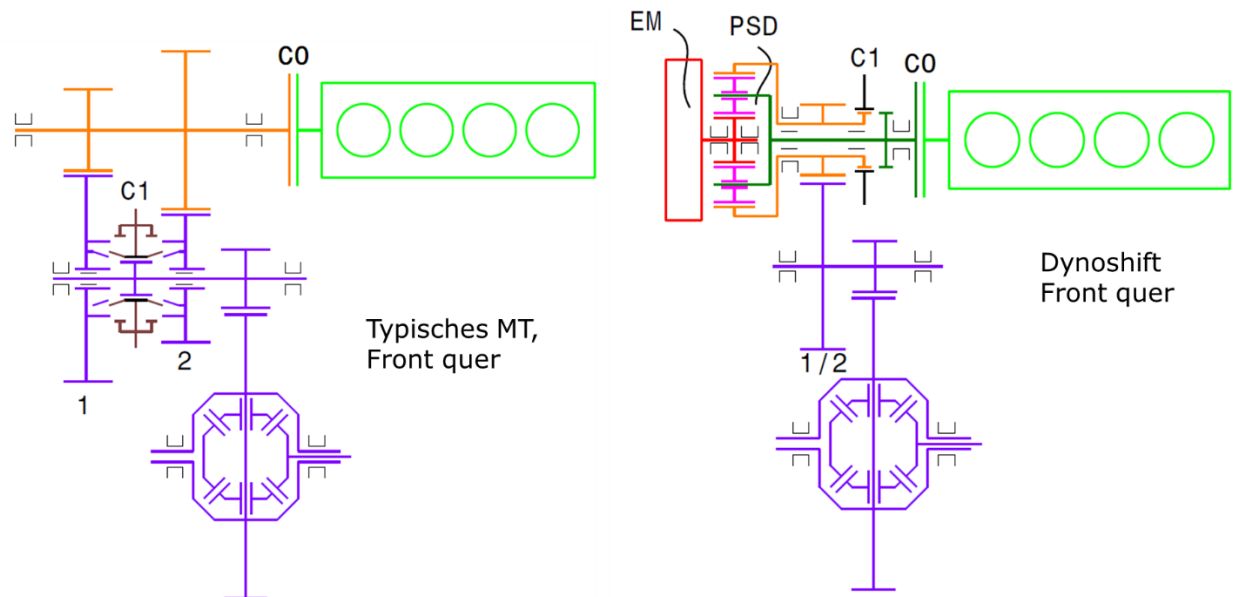 C0
C1
1
2
Typisches MT,
Front quer
EM
PSD
C1
C0
1/2
Dynoshift
Front quer